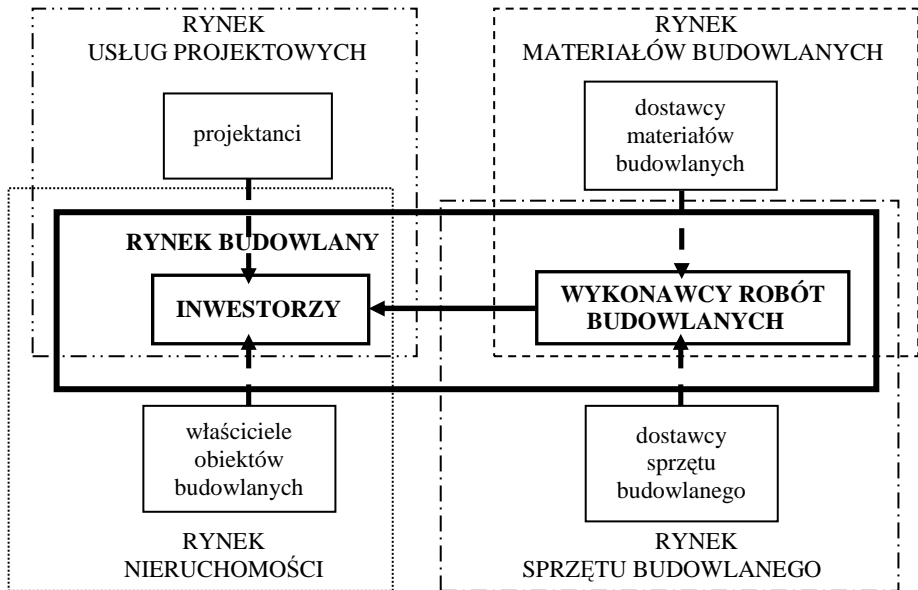 RYNEK
USŁUG PROJEKTOWYCH
RYNEK
MATERIAŁÓW BUDOWLANYCH
projektanci
dostawcy
materiałów
budowlanych
RYNEK BUDOWLANY
INWESTORZY
WYKONAWCY ROBÓT
BUDOWLANYCH
właściciele
obiektów
budowlanych
dostawcy
sprzętu
budowlanego
RYNEK
NIERUCHOMOŚCI
RYNEK
SPRZĘTU BUDOWLANEGO